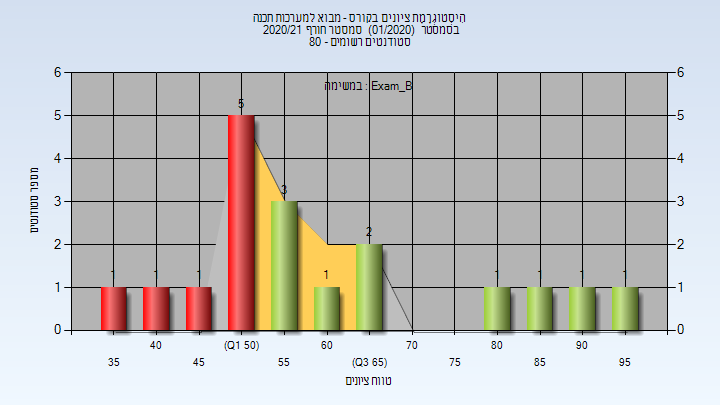 היסטוגרמת ציונים בקורס - מבוא למערכות תכנה
בסמסטר (01/2020) סמסטר חורף 2020/21
סטודנטים רשומים - 80
במשימה : Exam_B
מספר סטודנטים
6 6
5 5
4 4
3 3
2 2
1 1
0 0
1 1 1 5 3 1 2 1 1 1 1
40 (Q1 50) 60 70 80 90
35 45 55 (Q3 65) 75 85 95
טווח ציונים